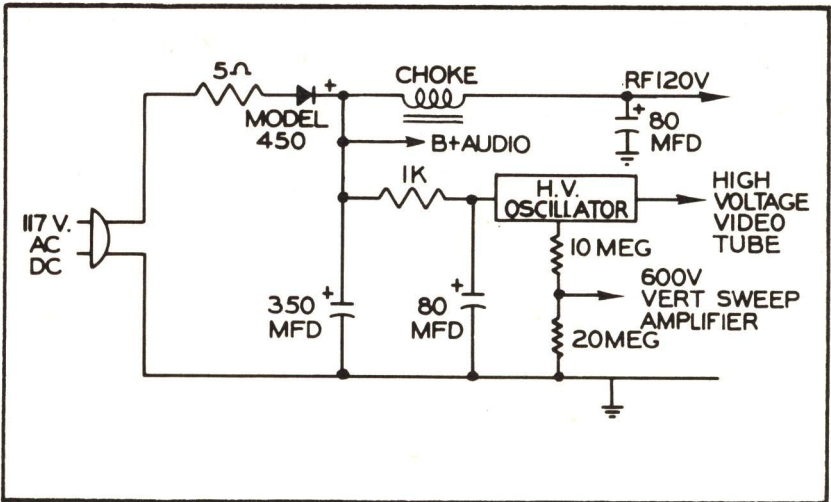 5Ω
MODEL
450
+
CHOKE
RF120V
+
80
MFD
B+AUDIO
1K
H.V.
OSCILLATOR
HIGH
VOLTAGE
VIDEO
TUBE
117 V.
AC
DC
10 MEG
600V
VERT SWEEP
AMPLIFIER
+
350
MFD
+
80
MFD
20MEG